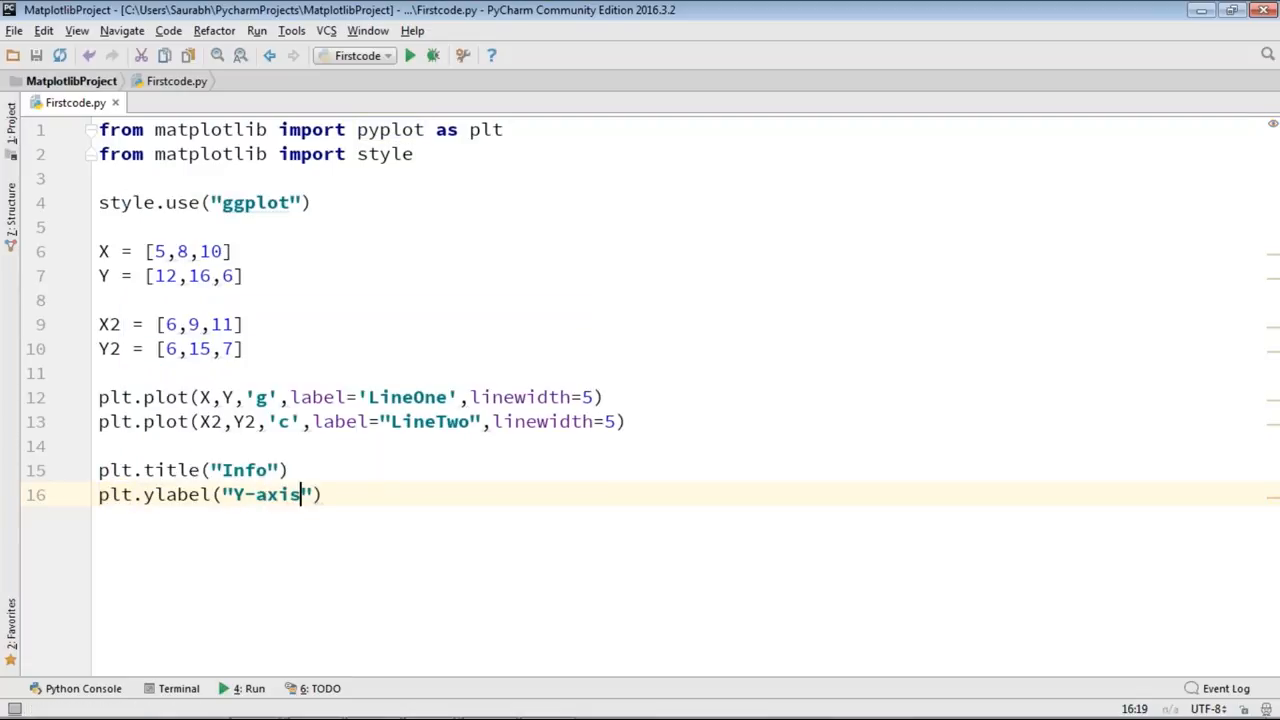 MatplotlibProject - [C:\Users\Saurabh\PycharmProjects\MatplotlibProject] - ...\Firstcode.py - PyCharm Community Edition 2016.3.2
File Edit View Navigate Code Refactor Run Tools VCS Window Help
Firstcode
MatplotlibProject Firstcode.py
Firstcode.py
1: Project
Z: Structure
2: Favorites
1 from matplotlib import pyplot as plt
2 from matplotlib import style
3
4 style.use("ggplot")
5
6 X = [5,8,10]
7 Y = [12,16,6]
8
9 X2 = [6,9,11]
10 Y2 = [6,15,7]
11
12 plt.plot(X,Y,'g',label='LineOne',linewidth=5)
13 plt.plot(X2,Y2,'c',label="LineTwo",linewidth=5)
14
15 plt.title("Info")
16 plt.ylabel("Y-axis")
Python Console Terminal 4: Run 6: TODO Event Log
16:19 n/a UTF-8